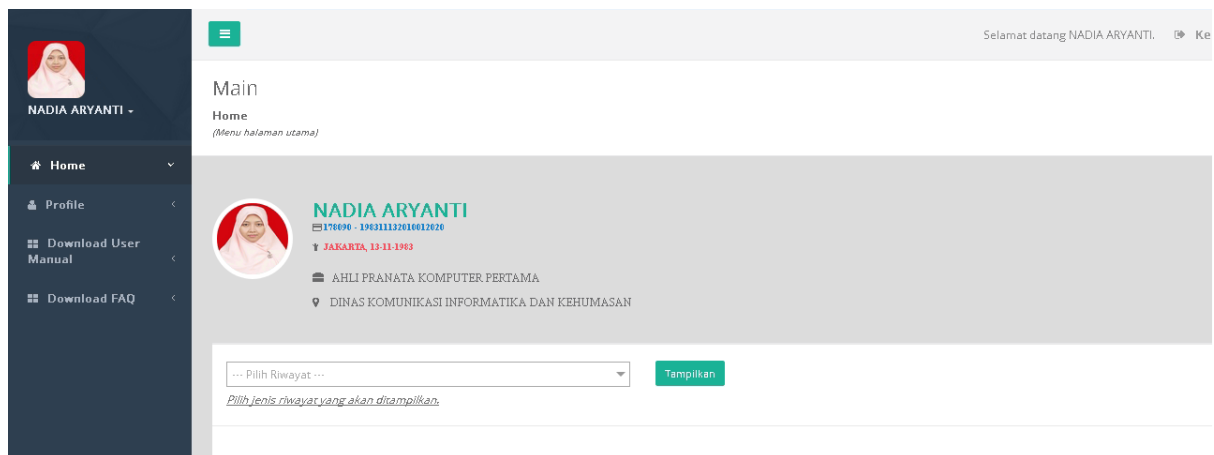 Selamat datang NADIA ARYANTI.
Ke
NADIA ARYANTI
Main
Home
(Menu halaman utama)
Home
Profile
Download User
Manual
Download FAQ
NADIA ARYANTI
178090 - 198311132010012020
JAKARTA, 13-11-1983
AHLI PRANATA KOMPUTER PERTAMA
DINAS KOMUNIKASI INFORMATIKA DAN KEHUMASAN
--- Pilih Riwayat ---
Tampilkan
Pilih jenis riwayat yang akan ditampilkan.